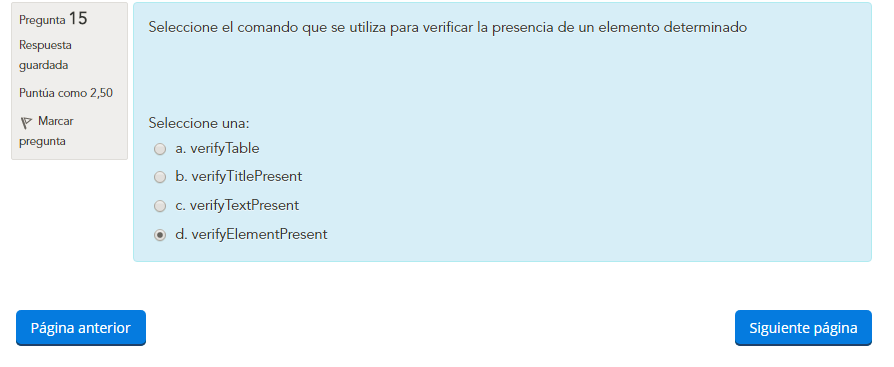 Pregunta 15
Respuesta
guardada
Puntúa como 2,50
Marcar
pregunta
Seleccione el comando que se utiliza para verificar la presencia de un elemento determinado
Seleccione una:
a. verifyTable
b. verifyTitlePresent
c. verifyTextPresent
d. verifyElementPresent
Página anterior
Siguiente página